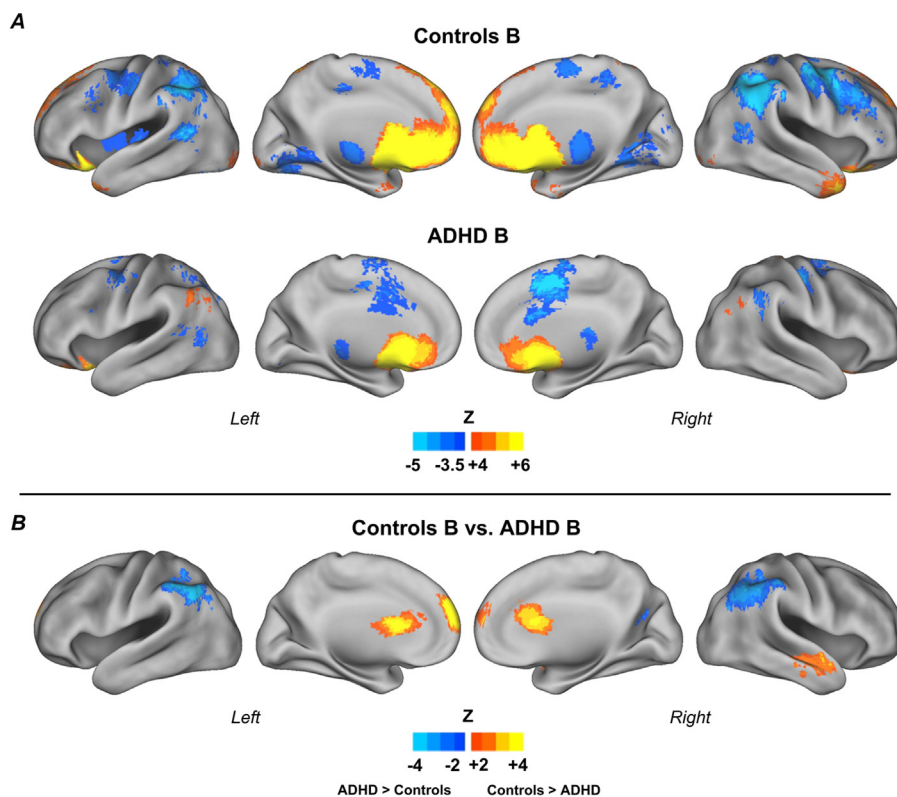 A
Controls B
ADHD B
Left
Z
Right
-5 -3.5 +4 +6
B
Controls B vs. ADHD B
Left
Z
Right
-4 -2 +2 +4
ADHD > Controls Controls > ADHD